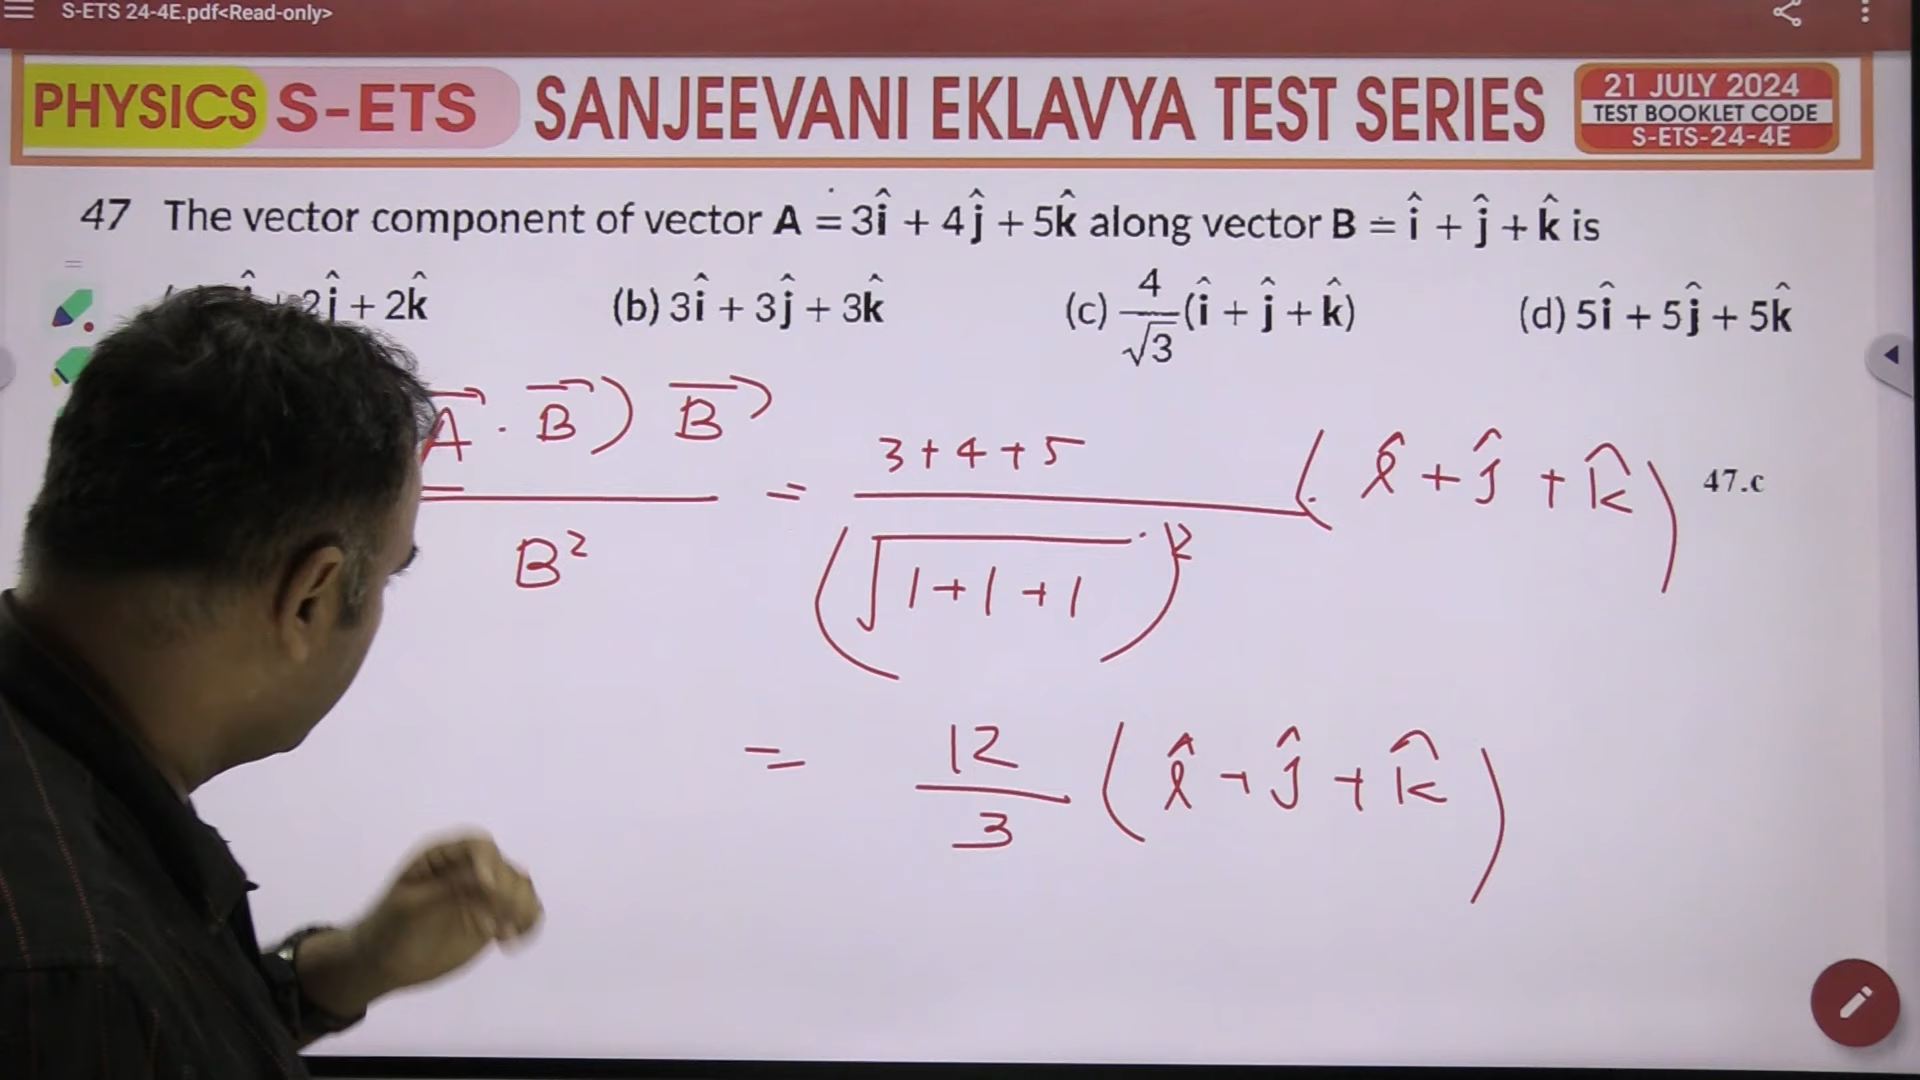 S-ETS 24-4E.pdf<Read-only>
PHYSICS S-ETS SANJEEVANI EKLAVYA TEST SERIES
21 JULY 2024
TEST BOOKLET CODE
S-ETS-24-4E
47 The vector component of vector A = 3î + 4ĵ + 5k̂ along vector B = î + ĵ + k̂ is
2ĵ + 2k̂ (b) 3î + 3ĵ + 3k̂ (c) 4/√3 (î + ĵ + k̂) (d) 5î + 5ĵ + 5k̂
A⃗ · B⃗) B⃗ / B² = 3+4+5 / (√1+1+1)² (î + ĵ + k̂) 47.c
= 12/3 (î + ĵ + k̂)